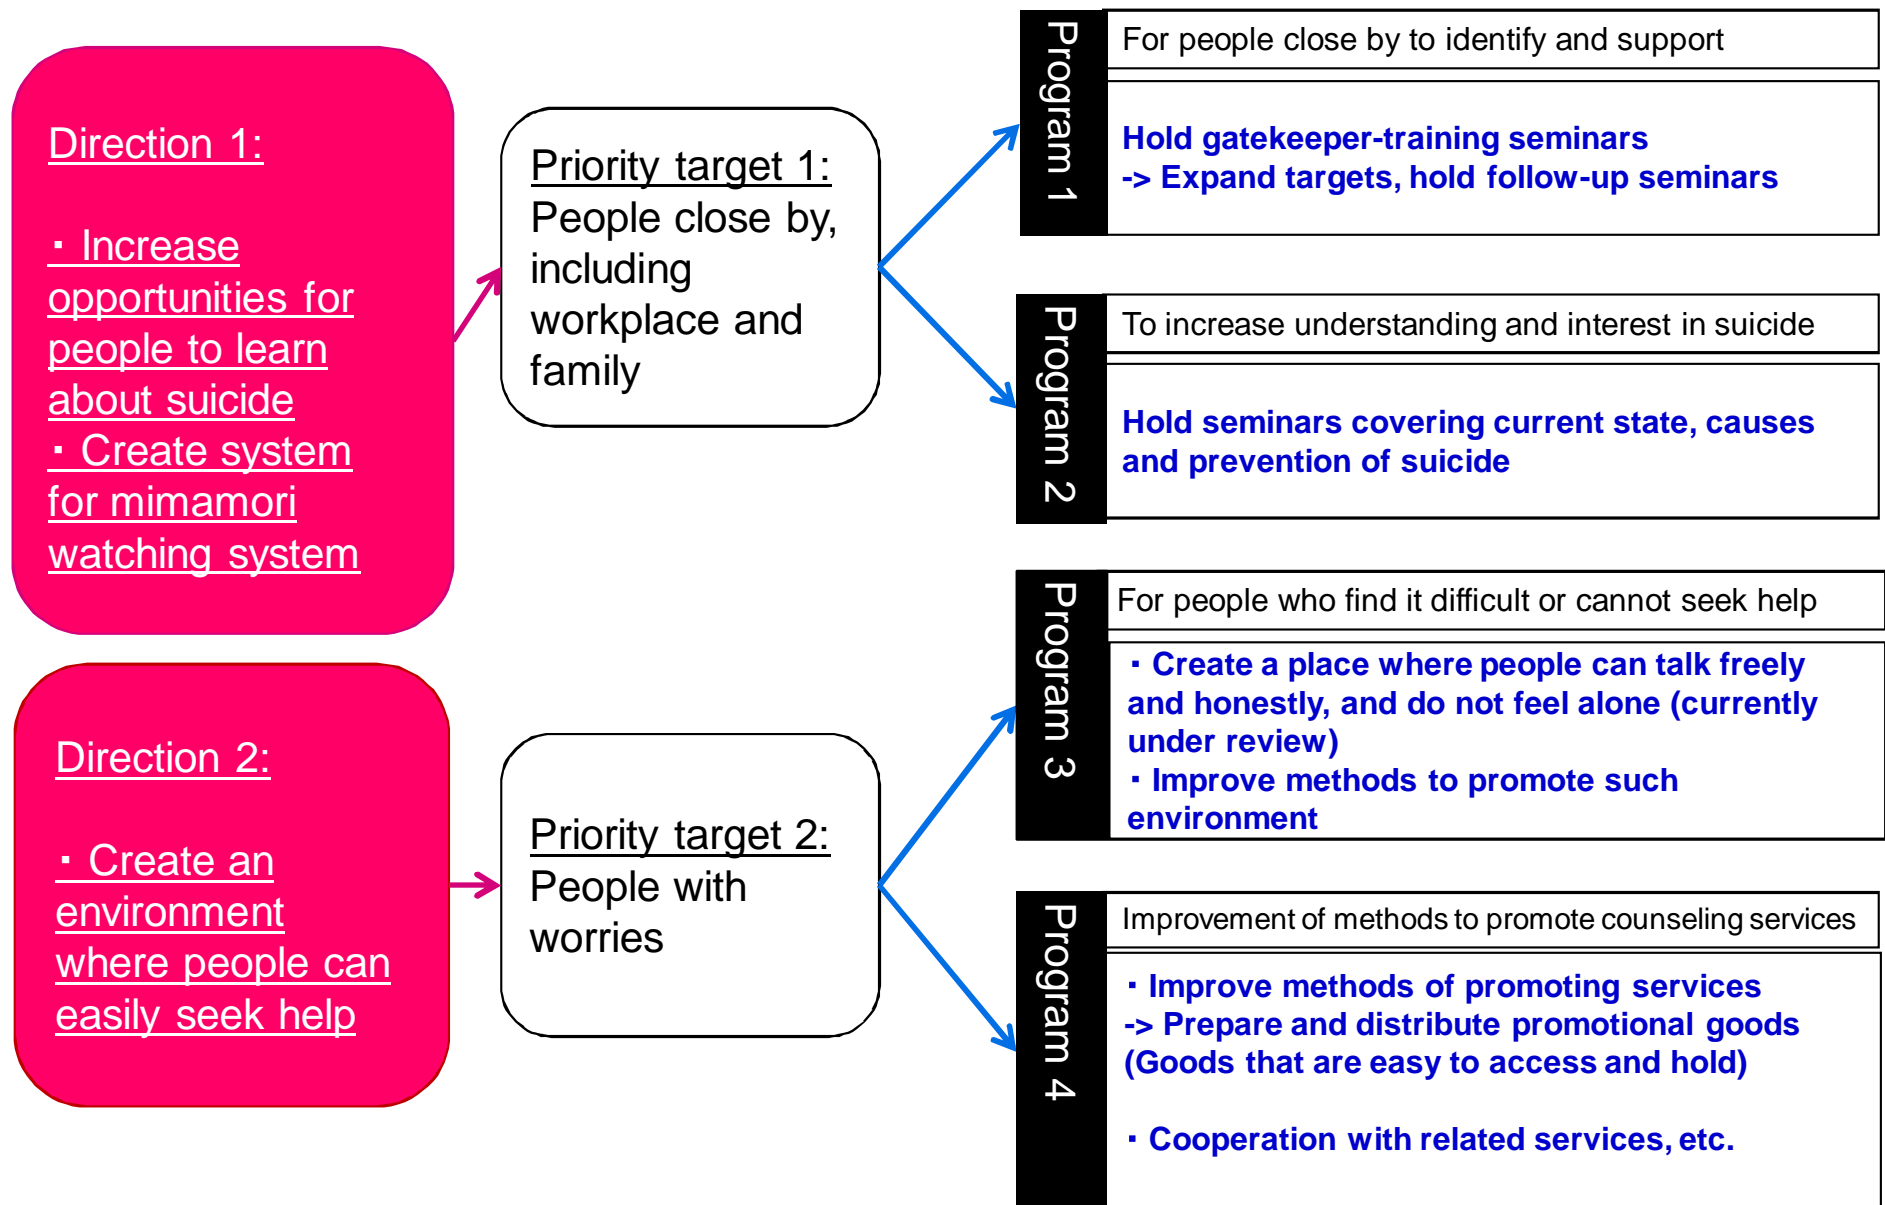 Direction 1:
・Increase
opportunities for
people to learn
about suicide
・Create system
for mimamori
watching system
Priority target 1:
People close by,
including
workplace and
family
Program 1
For people close by to identify and support
Hold gatekeeper-training seminars
-> Expand targets, hold follow-up seminars
Program 2
To increase understanding and interest in suicide
Hold seminars covering current state, causes
and prevention of suicide
Direction 2:
・Create an
environment
where people can
easily seek help
Priority target 2:
People with
worries
Program 3
For people who find it difficult or cannot seek help
・Create a place where people can talk freely
and honestly, and do not feel alone (currently
under review)
・Improve methods to promote such
environment
Program 4
Improvement of methods to promote counseling services
・Improve methods of promoting services
-> Prepare and distribute promotional goods
(Goods that are easy to access and hold)
・Cooperation with related services, etc.